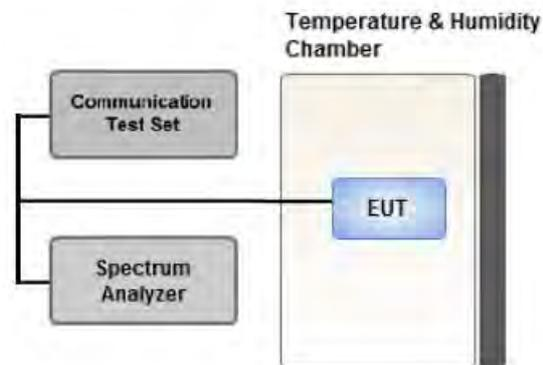 Temperature & Humidity
Chamber
Communication
Test Set
EUT
Spectrum
Analyzer